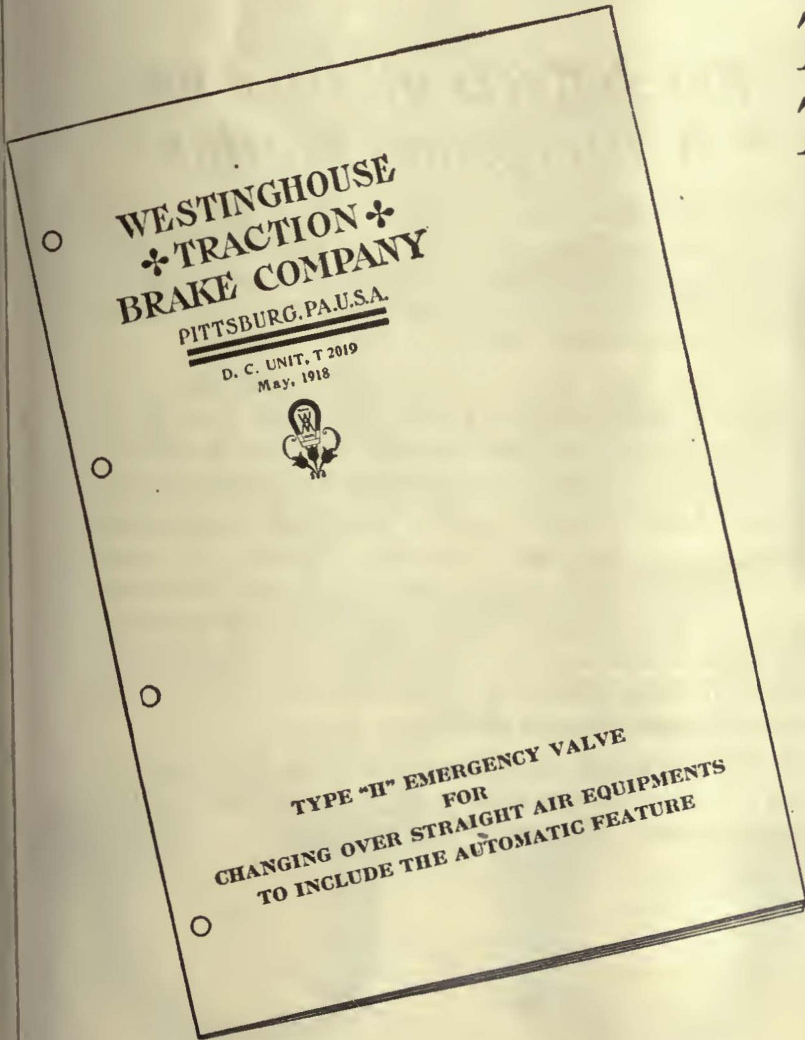 WESTINGHOUSE
TRACTION
BRAKE COMPANY
PITTSBURG, PA. U.S.A.
D. C. UNIT, T 2019
May, 1918
TYPE "H" EMERGENCY VALVE
FOR
CHANGING OVER STRAIGHT AIR EQUIPMENTS
TO INCLUDE THE AUTOMATIC FEATURE